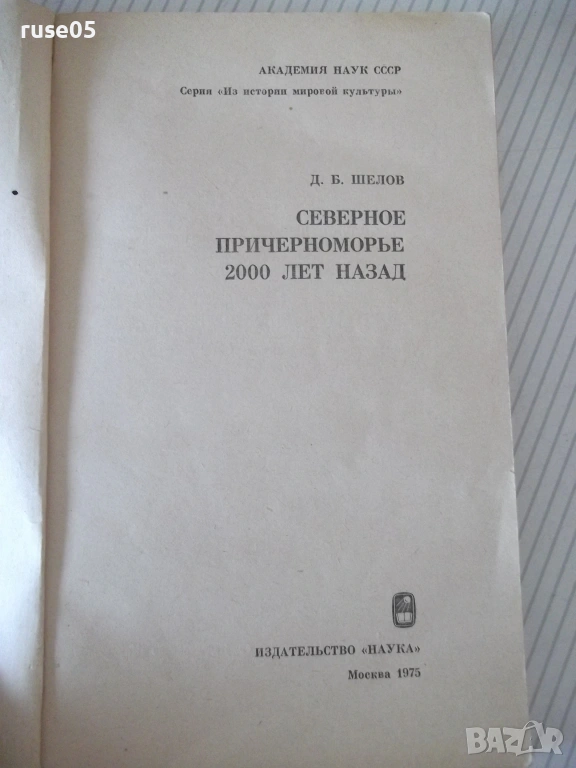 ruse05
АКАДЕМИЯ НАУК СССР
Серия «Из истории мировой культуры»
Д. Б. ШЕЛОВ
СЕВЕРНОЕ
ПРИЧЕРНОМОРЬЕ
2000 ЛЕТ НАЗАД
ИЗДАТЕЛЬСТВО «НАУКА»
Москва 1975
BAZAR